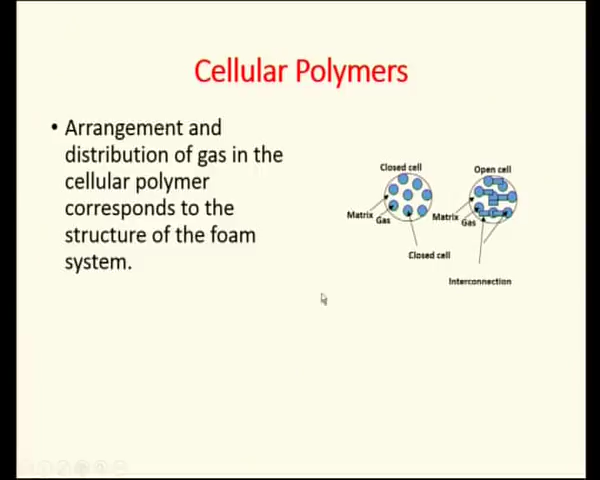 Cellular Polymers
• Arrangement and
distribution of gas in the
cellular polymer
corresponds to the
structure of the foam
system.
Closed cell
Open cell
Matrix
Gas
Matrix
Gas
Closed cell
Interconnection